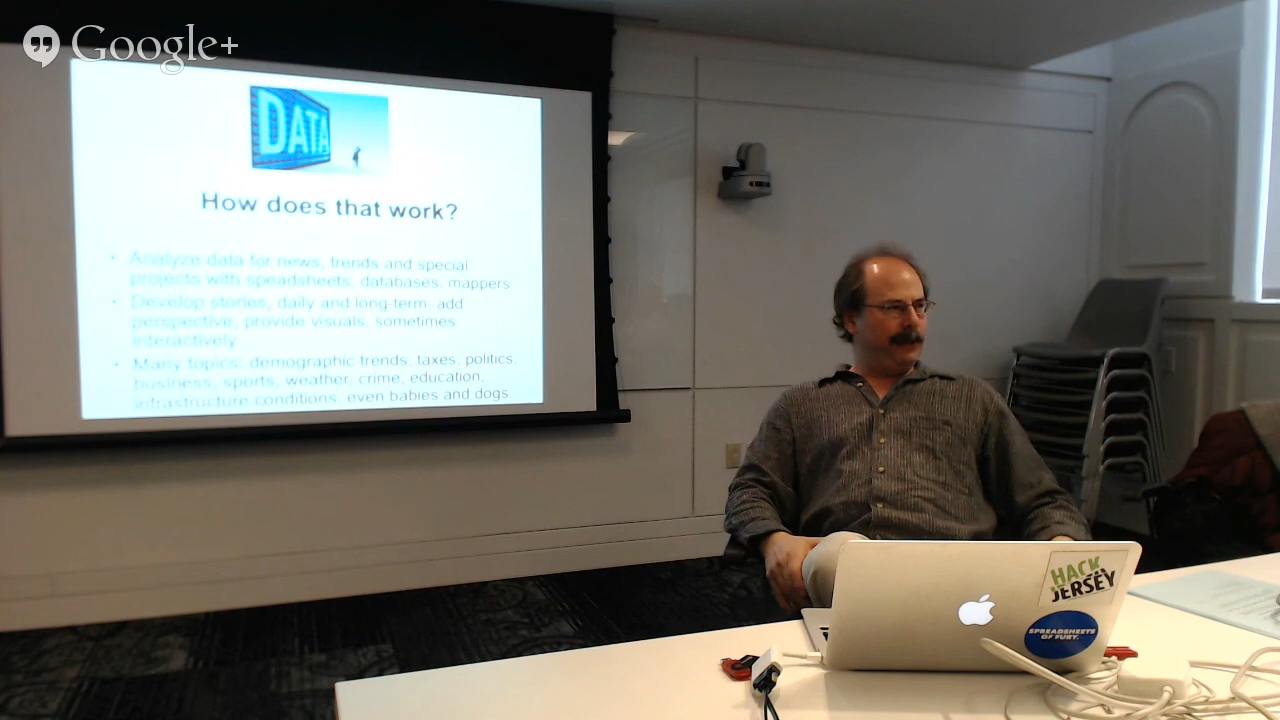 Google+
DATA
How does that work?
• Analyze data for news, trends and special
projects with speadsheets, databases, mappers
• Develop stories, daily and long-term, add
perspective, provide visuals, sometimes
interactively
• Many topics: demographic trends, taxes, politics,
business, sports, weather, crime, education,
infrastructure conditions, even babies and dogs
HACK
JERSEY
SPREADSHEETS
OF FURY.